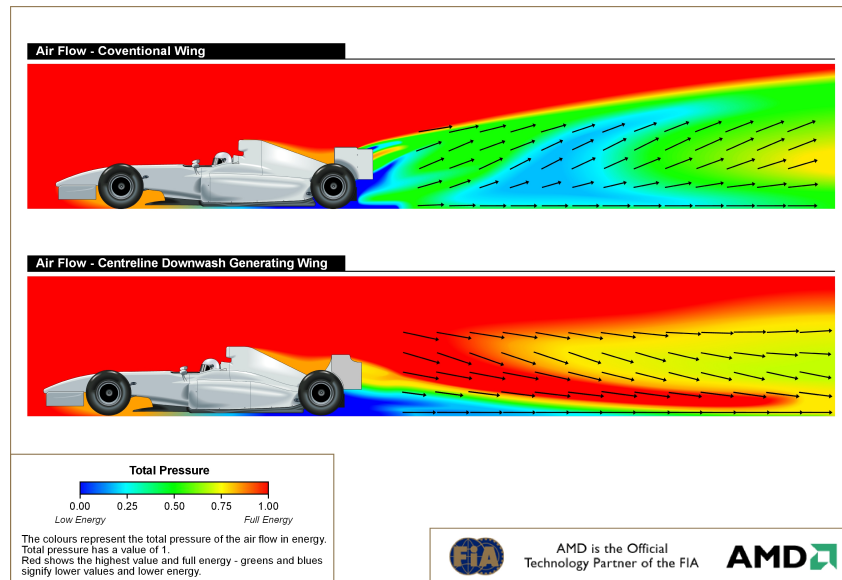 Air Flow - Coventional Wing
Air Flow - Centreline Downwash Generating Wing
Total Pressure
0.00 0.25 0.50 0.75 1.00
Low Energy Full Energy
The colours represent the total pressure of the air flow in energy.
Total pressure has a value of 1.
Red shows the highest value and full energy - greens and blues
signify lower values and lower energy.
FiA
AMD is the Official
Technology Partner of the FIA
AMD